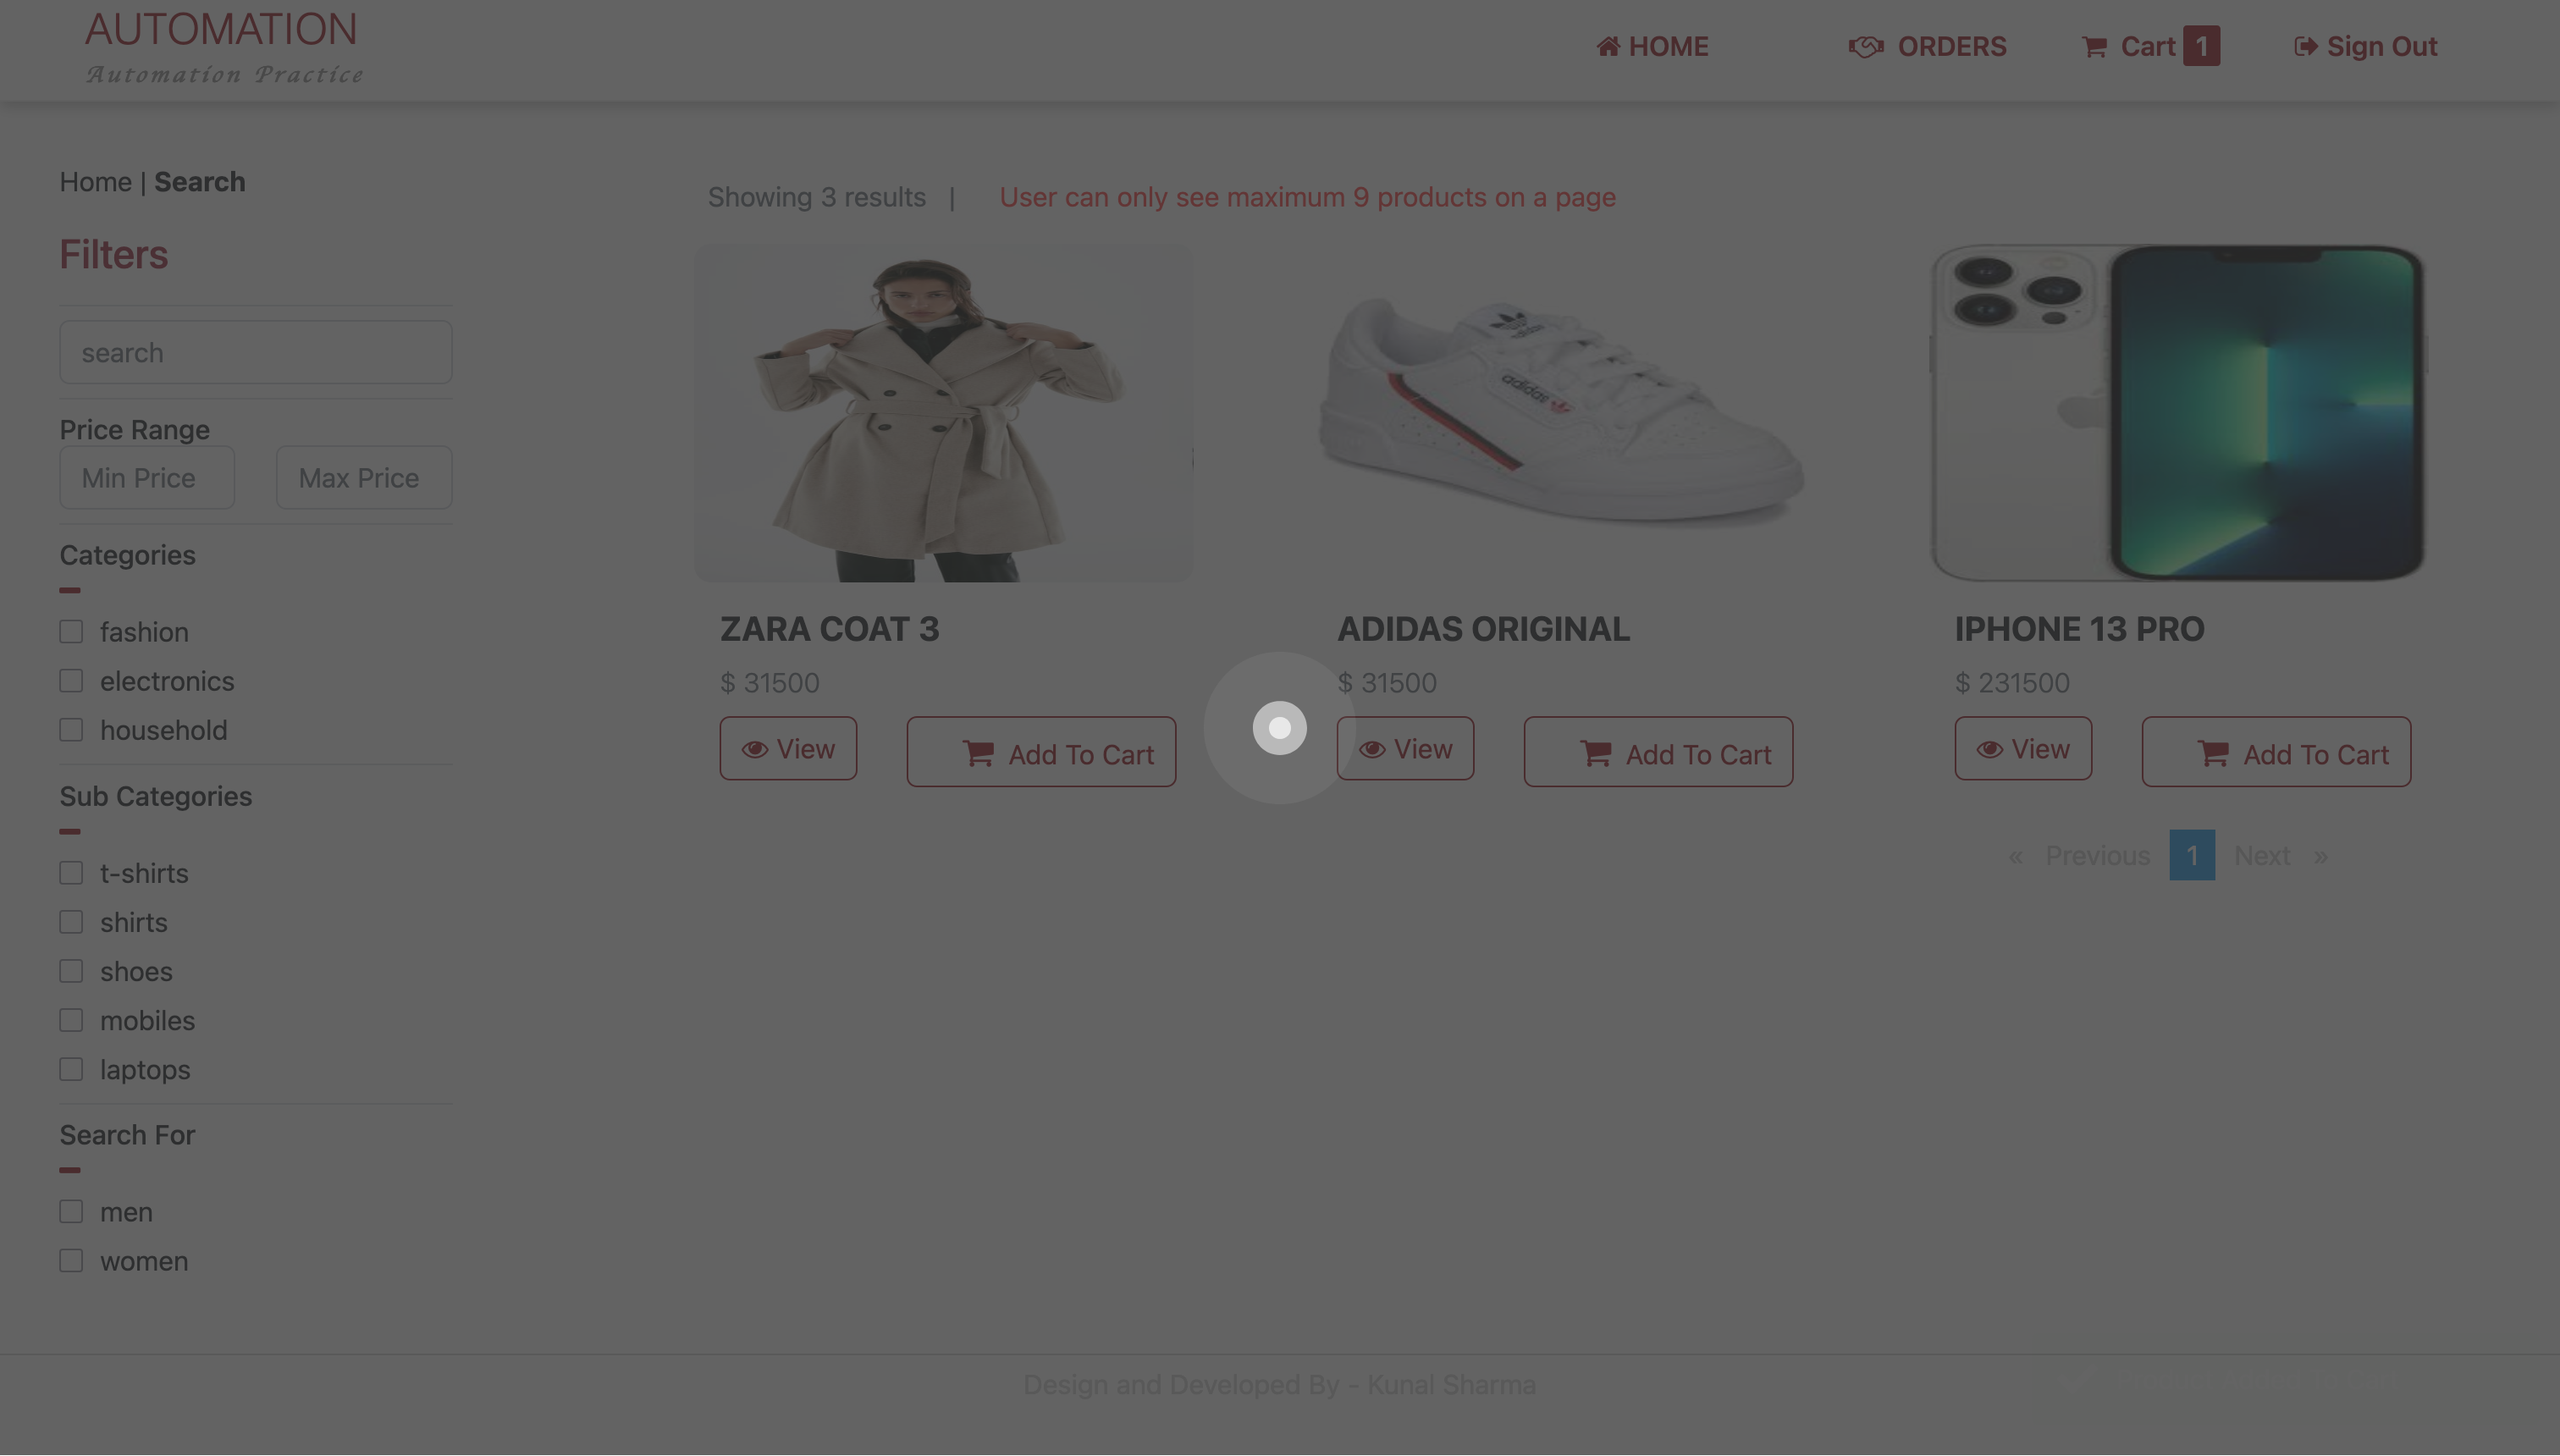 AUTOMATION
Automation Practice
HOME
ORDERS
Cart 1
Sign Out
Home | Search
Filters
search
Price Range
Min Price
Max Price
Categories
fashion
electronics
household
Sub Categories
t-shirts
shirts
shoes
mobiles
laptops
Search For
men
women
Showing 3 results |
User can only see maximum 9 products on a page
ZARA COAT 3
$ 31500
View
Add To Cart
adidas
adidas
ADIDAS ORIGINAL
$ 31500
View
Add To Cart
IPHONE 13 PRO
$ 231500
View
Add To Cart
« Previous 1 Next »
Design and Developed By - Kunal Sharma